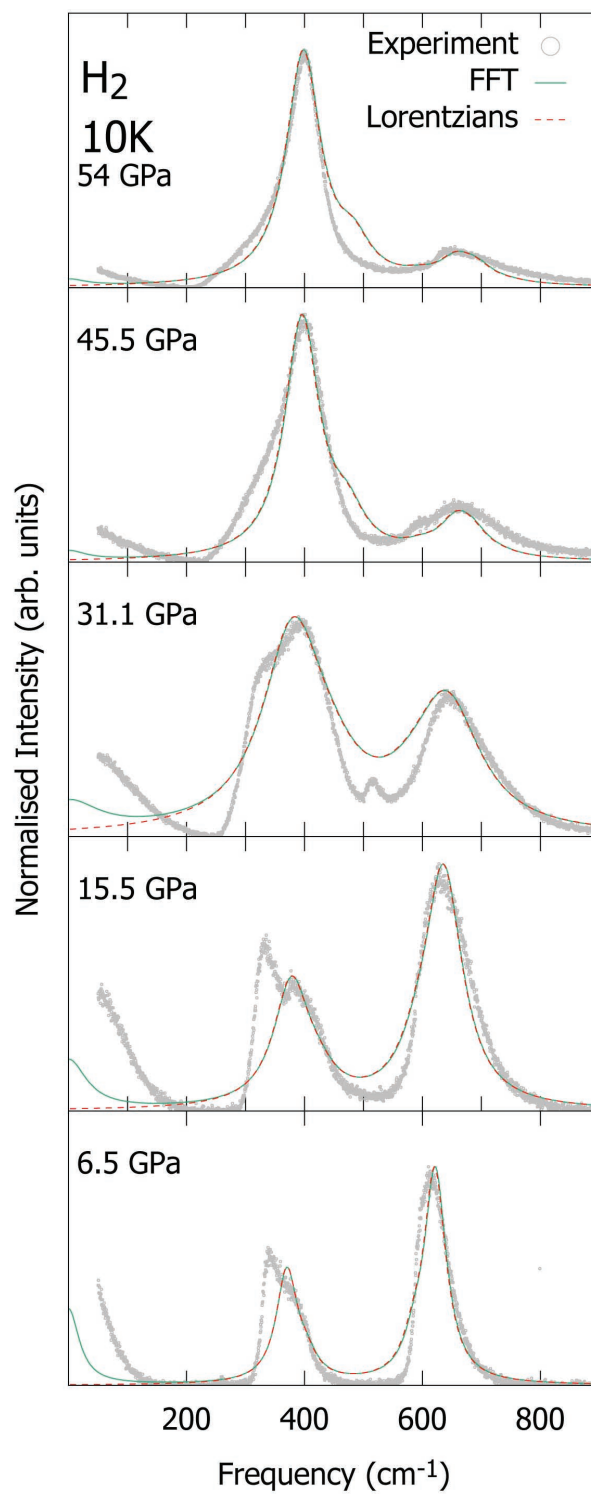 H₂
10K
54 GPa
Experiment
FFT
Lorentzians
45.5 GPa
31.1 GPa
15.5 GPa
6.5 GPa
Normalised Intensity (arb. units)
200 400 600 800
Frequency (cm⁻¹)